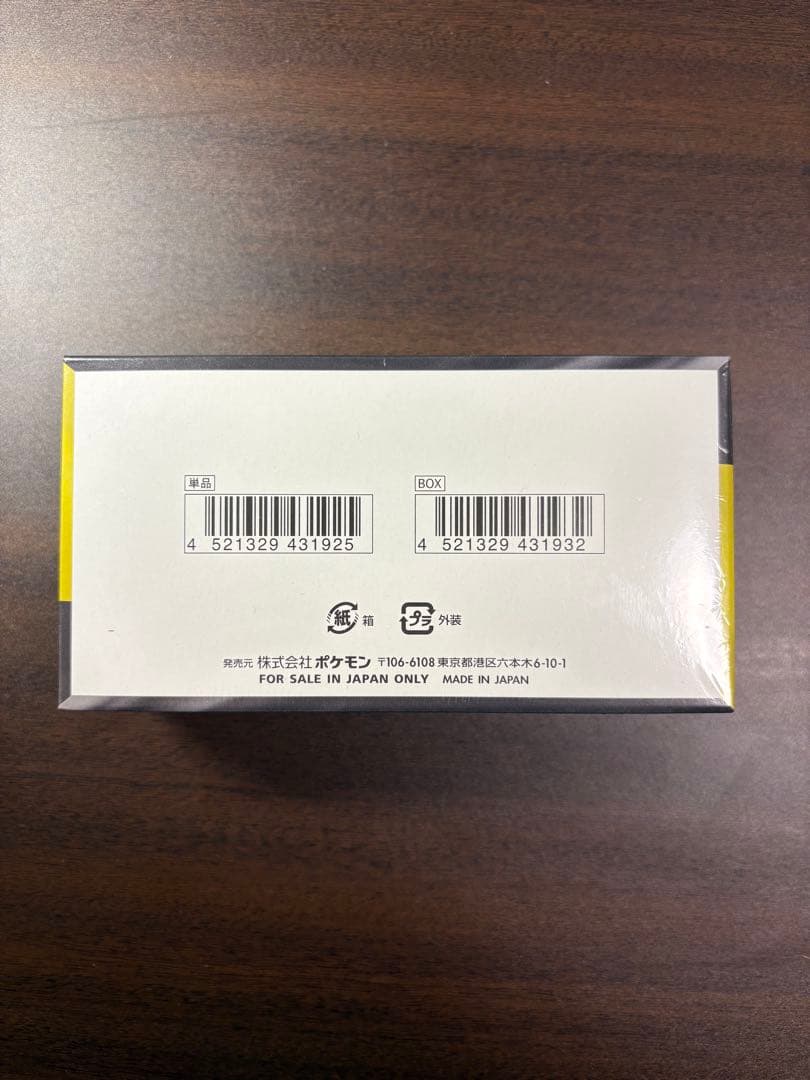 単品
4 521329 431925
BOX
4 521329 431932
紙 箱
プラ 外装
発売元 株式会社ポケモン 〒106-6108 東京都港区六本木6-10-1
FOR SALE IN JAPAN ONLY MADE IN JAPAN